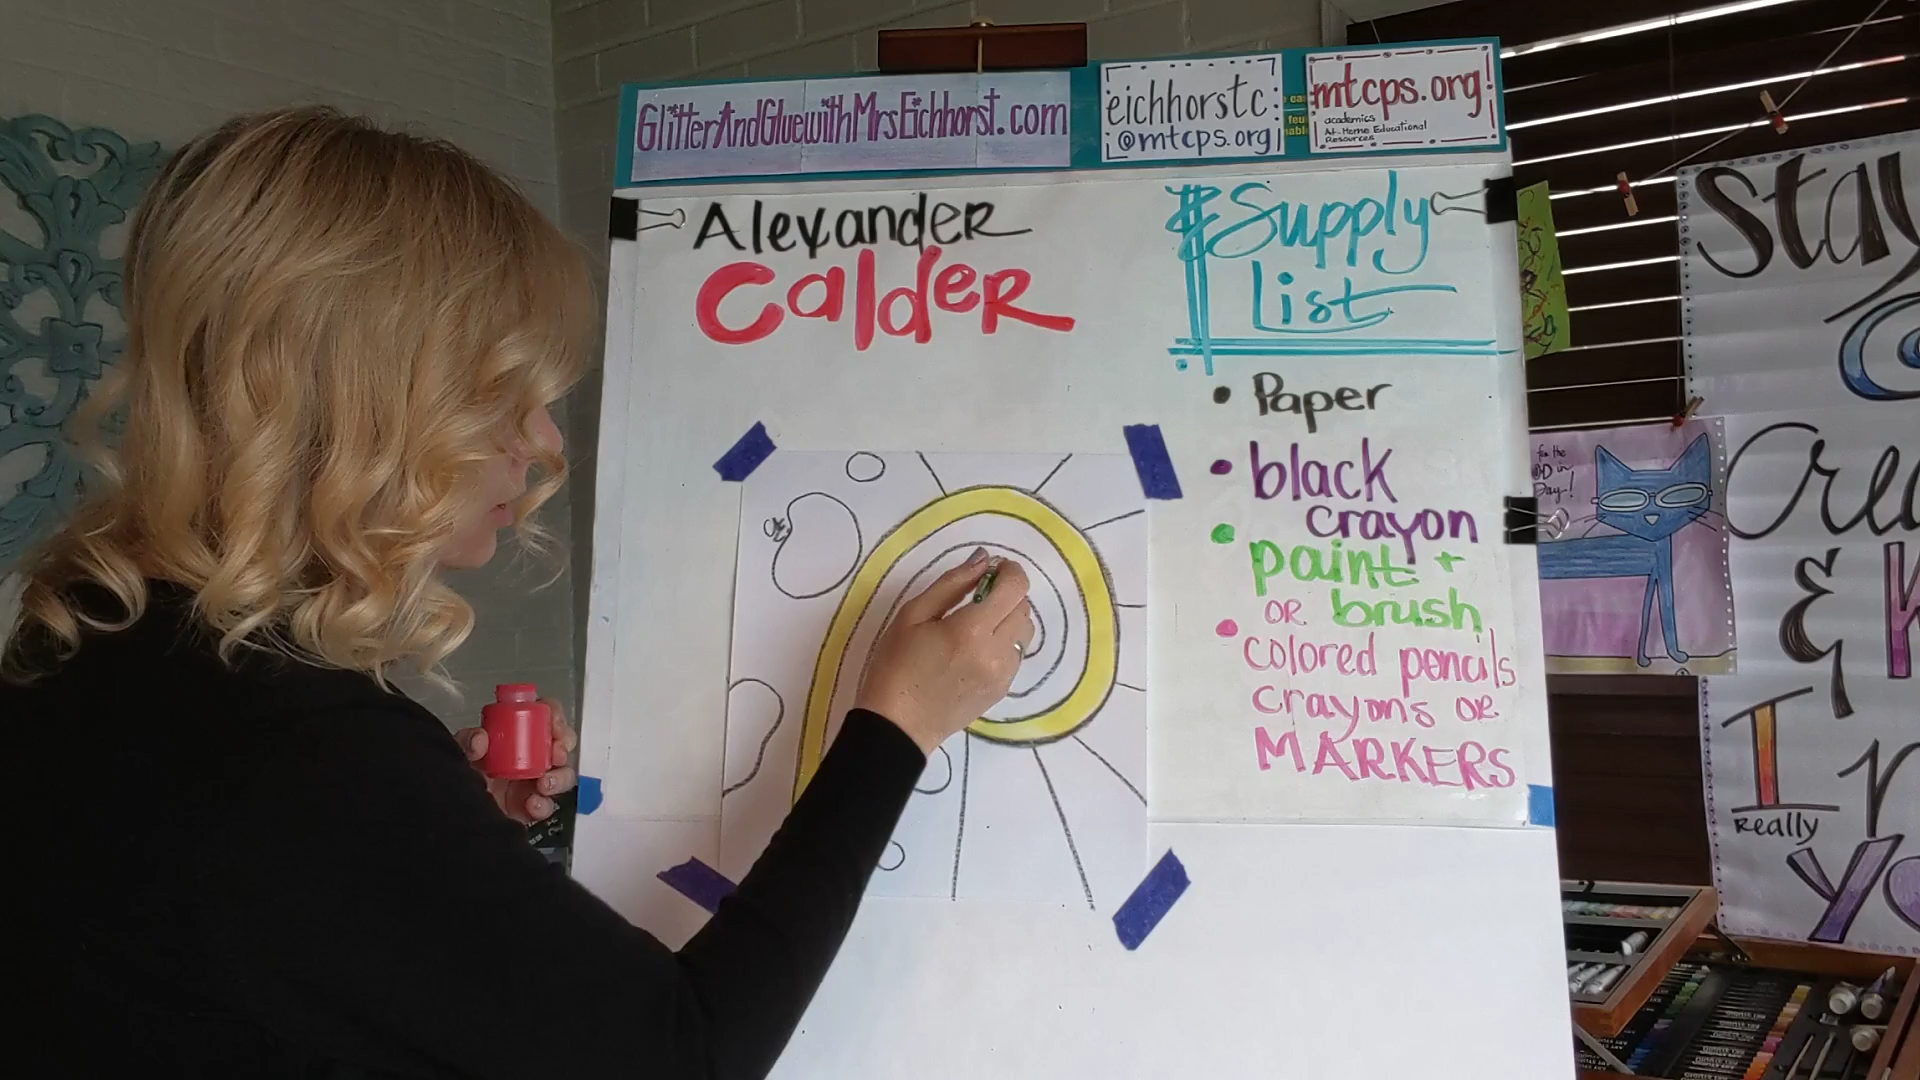 GlitterAndGluewithMrsEichhorst.com
eichhorstc
@mtcps.org
mtcps.org
academics
At-Home Educational
Resources
Alexander
Calder
Supply
List
• Paper
• black
crayon
• paint +
or brush
• colored pencils
crayons or
MARKERS
Stay
&
I
Really